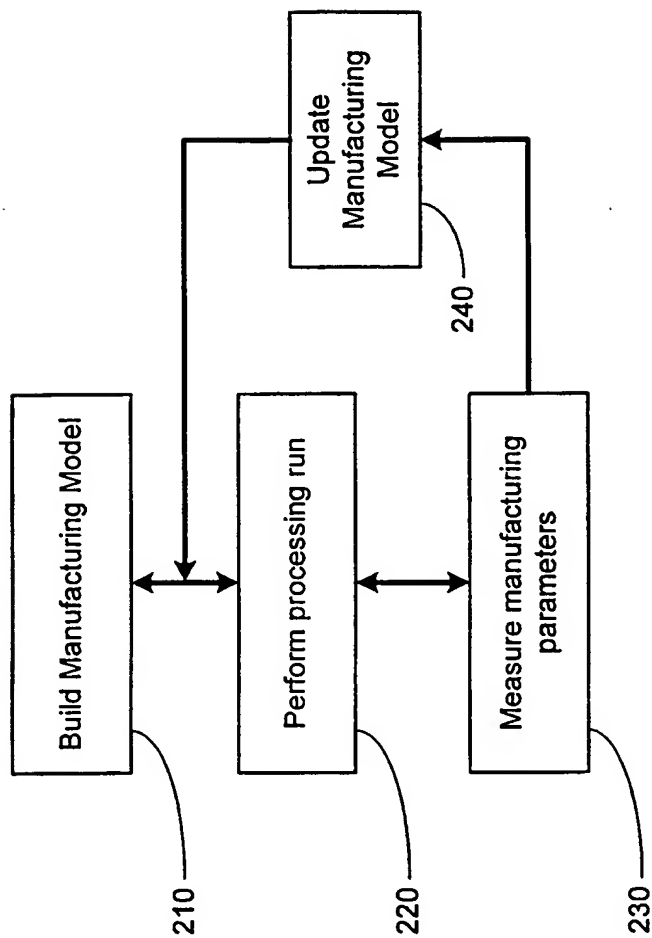 Build Manufacturing Model
210
Perform processing run
220
Measure manufacturing
parameters
230
Update
Manufacturing
Model
240